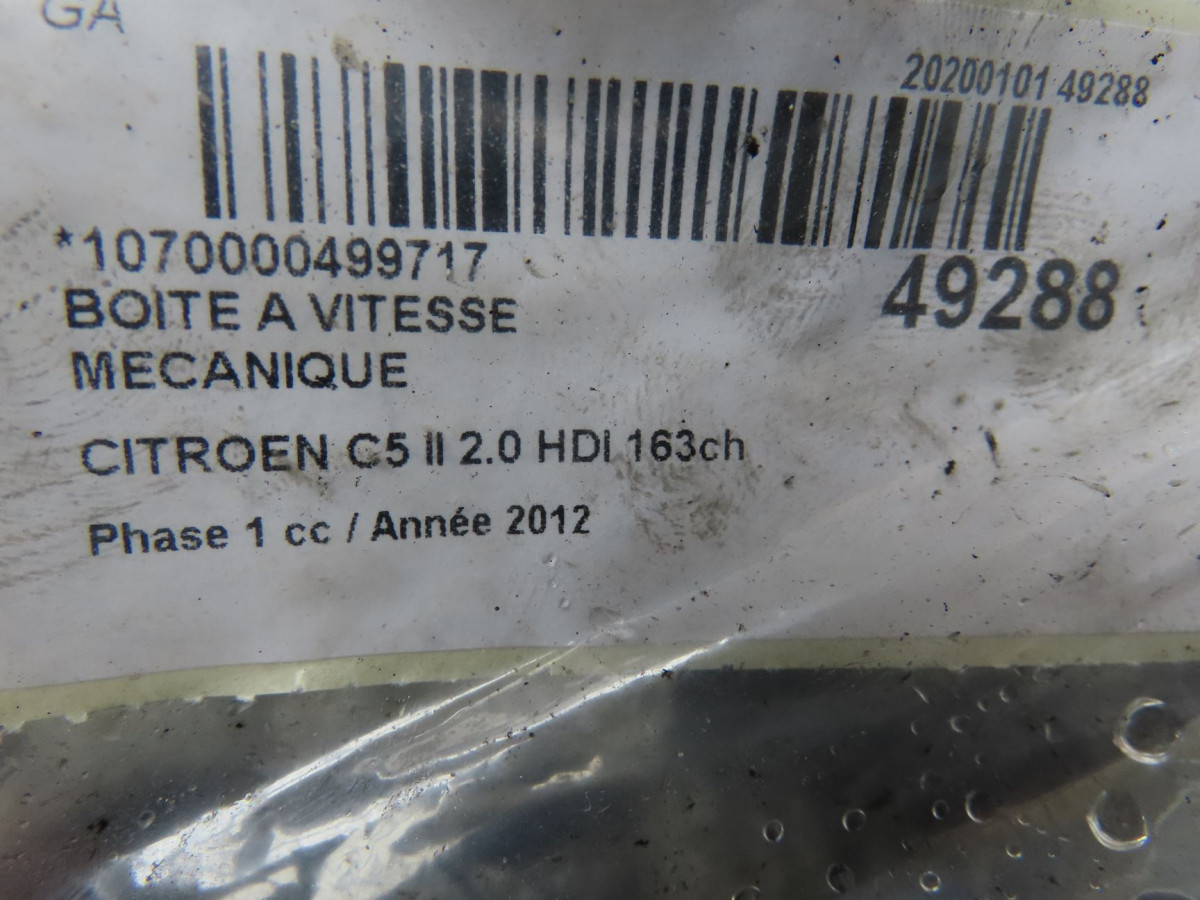 GA
20200101 49288
*1070000499717
49288
BOITE A VITESSE
MECANIQUE
CITROEN C5 II 2.0 HDI 163ch
Phase 1 cc / Année 2012